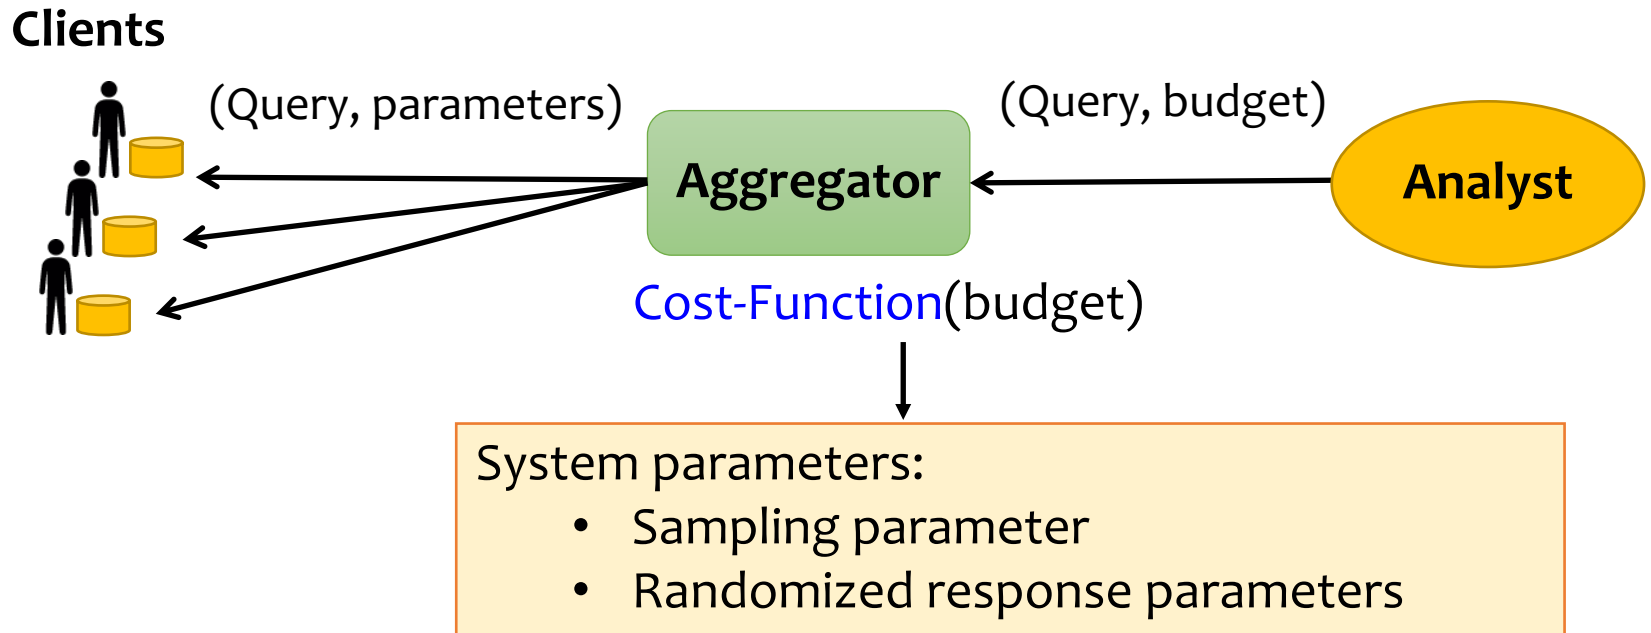 Clients
(Query, parameters)
(Query, budget)
Aggregator
Analyst
Cost-Function(budget)
System parameters:
• Sampling parameter
• Randomized response parameters